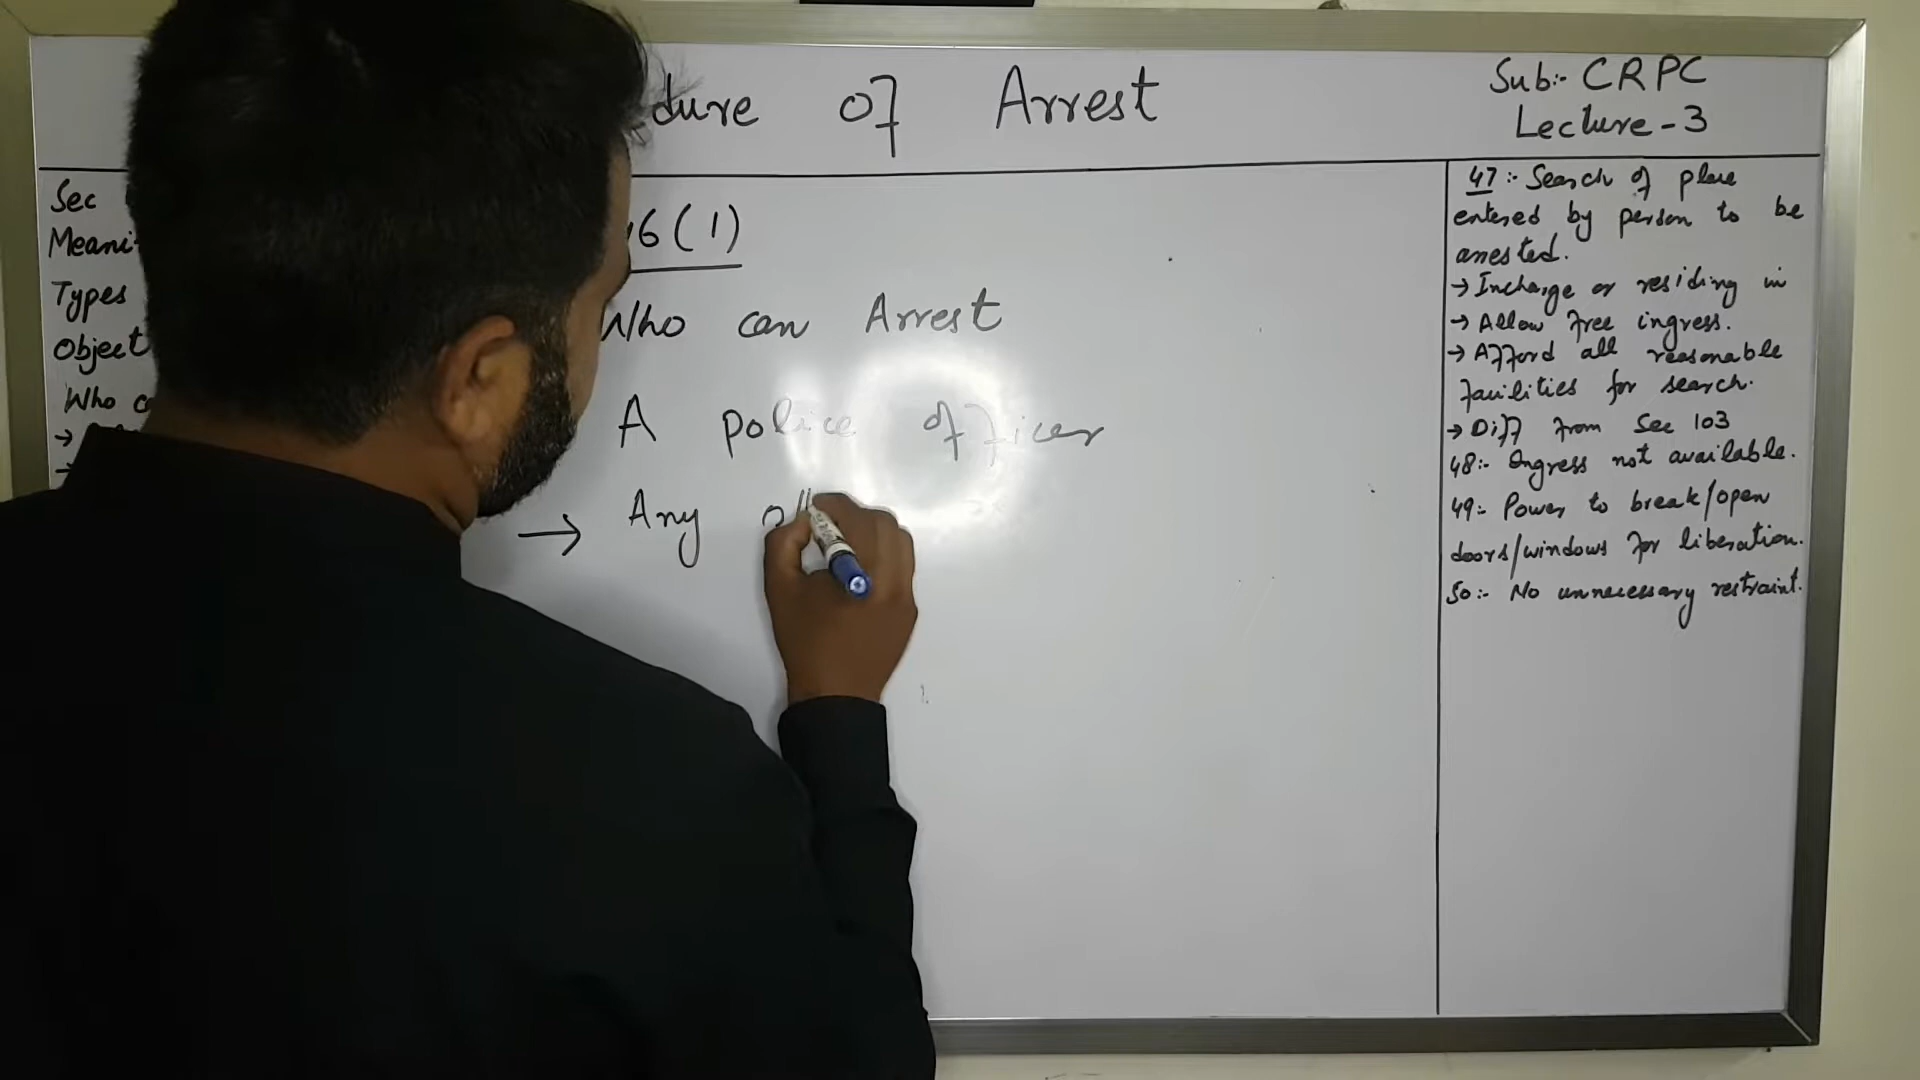 dure of Arrest
Sub:- CRPC
Lecture-3
Sec
Types
Object
Who
6(1)
Who can Arrest
A police officer
→ Any
47:- Search of place
entered by person to be
arrested.
→ Incharge or residing in
→ Allow free ingress.
→ Afford all reasonable
facilities for search.
→ Diff from Sec 103
48:- Ingress not available.
49:- Power to break/open
doors/windows for liberation.
50:- No unnecessary restraint.